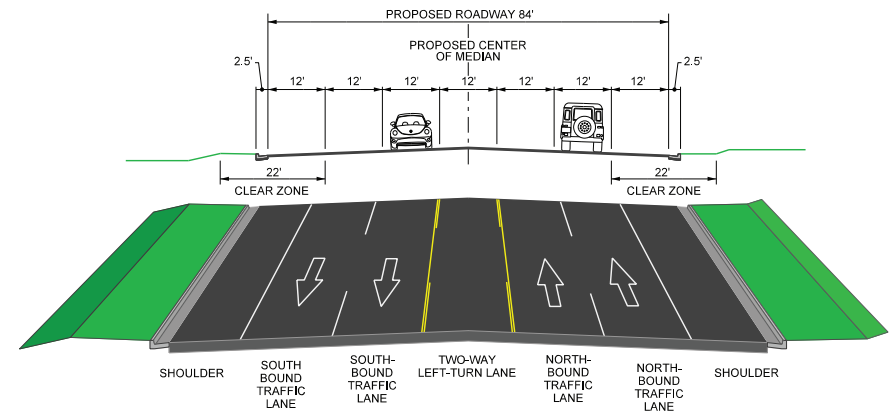 PROPOSED ROADWAY 84'
PROPOSED CENTER
OF MEDIAN
2.5' 12' 12' 12' 12' 12' 12' 12' 2.5'
22' 22'
CLEAR ZONE CLEAR ZONE
SHOULDER
SOUTH
BOUND
TRAFFIC
LANE
SOUTH-
BOUND
TRAFFIC
LANE
TWO-WAY
LEFT-TURN LANE
NORTH-
BOUND
TRAFFIC
LANE
NORTH-
BOUND
TRAFFIC
LANE
SHOULDER